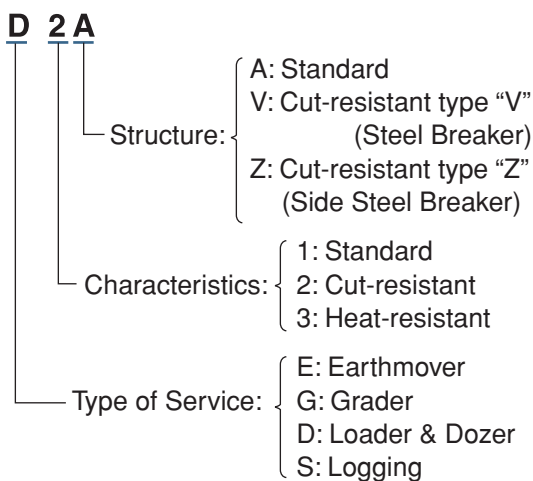 D 2 A
A: Standard
V: Cut-resistant type “V”
Structure: (Steel Breaker)
Z: Cut-resistant type “Z”
(Side Steel Breaker)
1: Standard
Characteristics: 2: Cut-resistant
3: Heat-resistant
E: Earthmover
Type of Service: G: Grader
D: Loader & Dozer
S: Logging